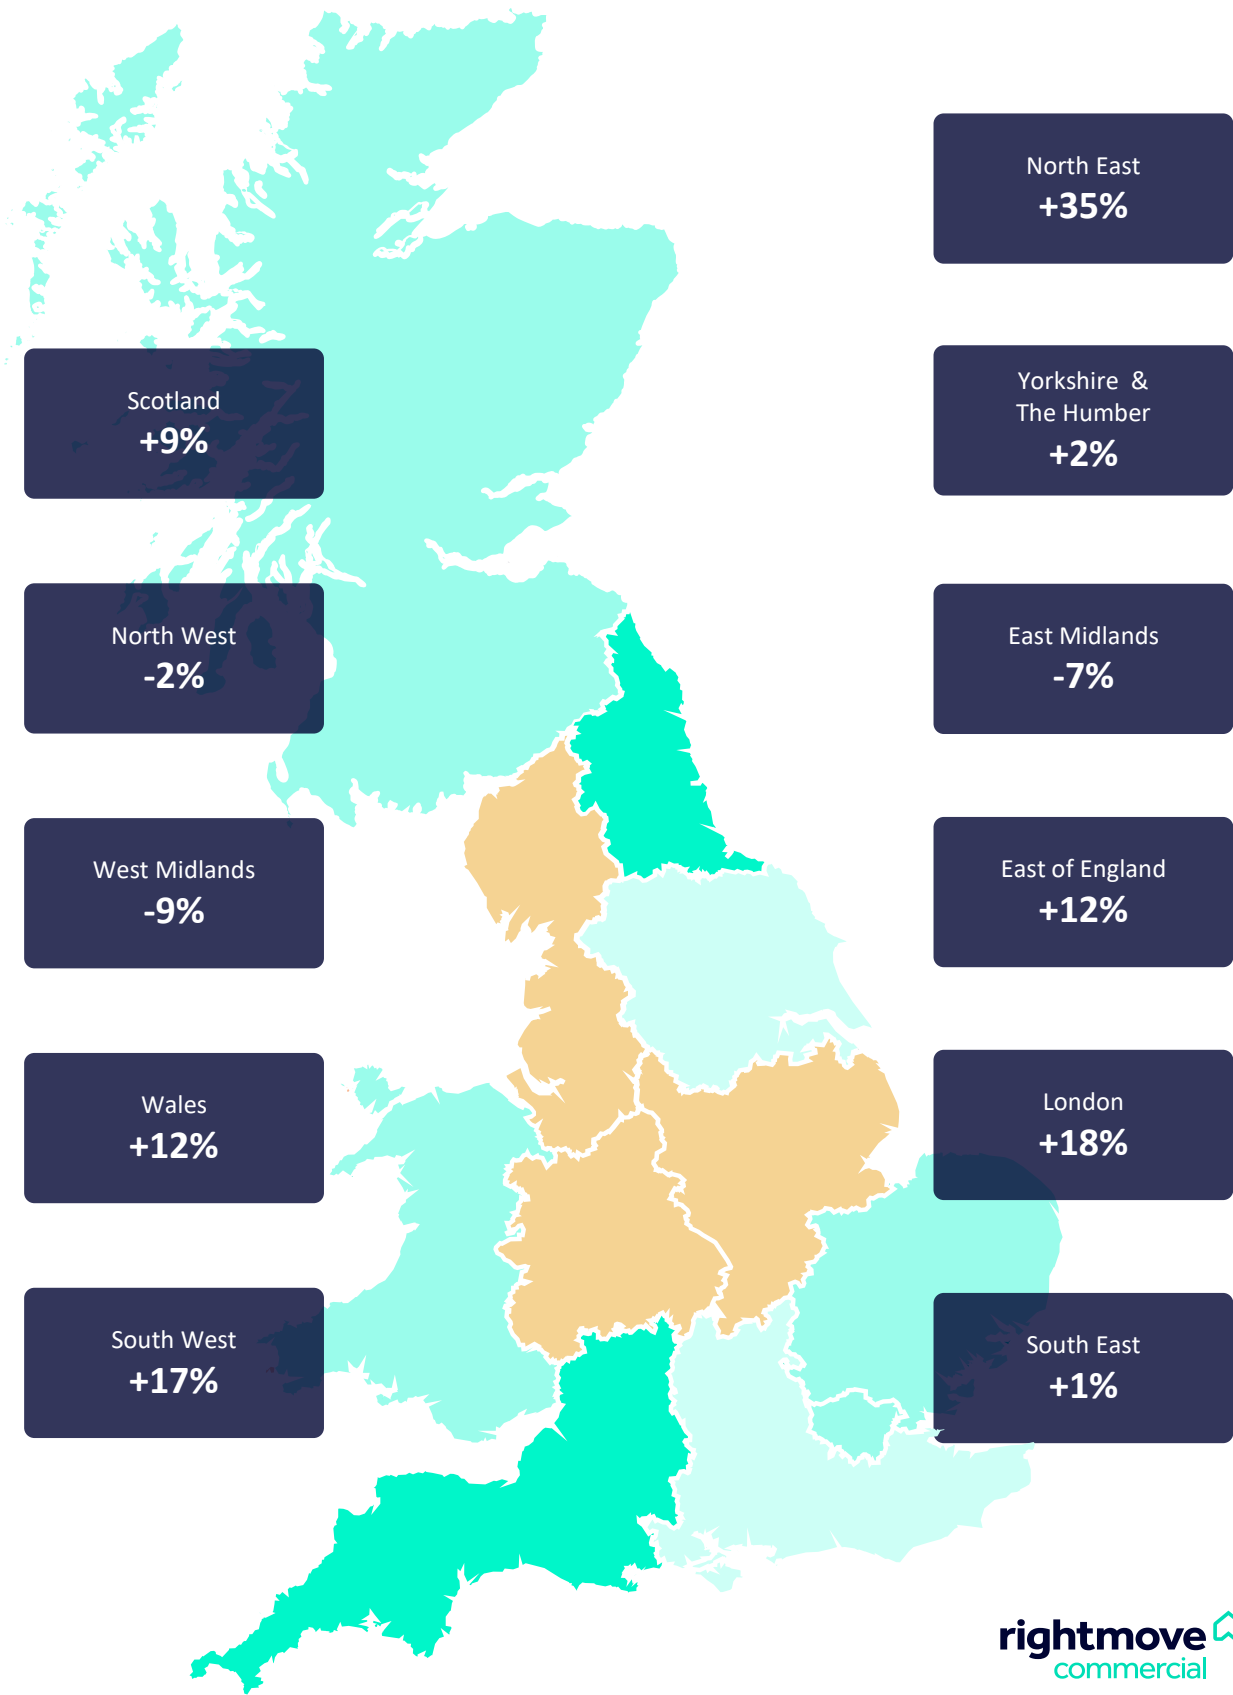 North East
+35%
Scotland
+9%
Yorkshire &
The Humber
+2%
North West
-2%
East Midlands
-7%
West Midlands
-9%
East of England
+12%
Wales
+12%
London
+18%
South West
+17%
South East
+1%
rightmove
commercial